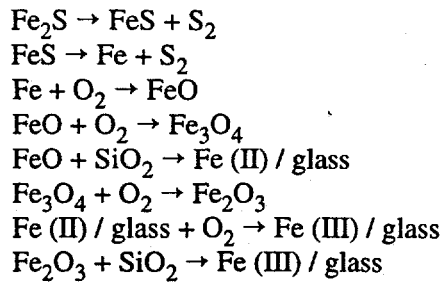 Fe₂S → FeS + S₂
FeS → Fe + S₂
Fe + O₂ → FeO
FeO + O₂ → Fe₃O₄
FeO + SiO₂ → Fe (II) / glass
Fe₃O₄ + O₂ → Fe₂O₃
Fe (II) / glass + O₂ → Fe (III) / glass
Fe₂O₃ + SiO₂ → Fe (III) / glass